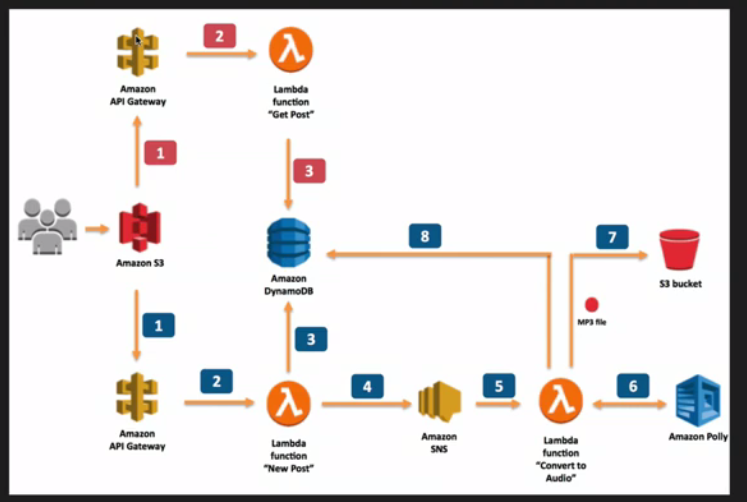 2
Amazon
API Gateway
Lambda
function
“Get Post”
1
3
Amazon S3
Amazon
DynamoDB
8
7
S3 bucket
MP3 file
1
2
3
4
5
6
Amazon
API Gateway
Lambda
function
“New Post”
Amazon
SNS
Lambda
function
“Convert to
Audio”
Amazon Polly